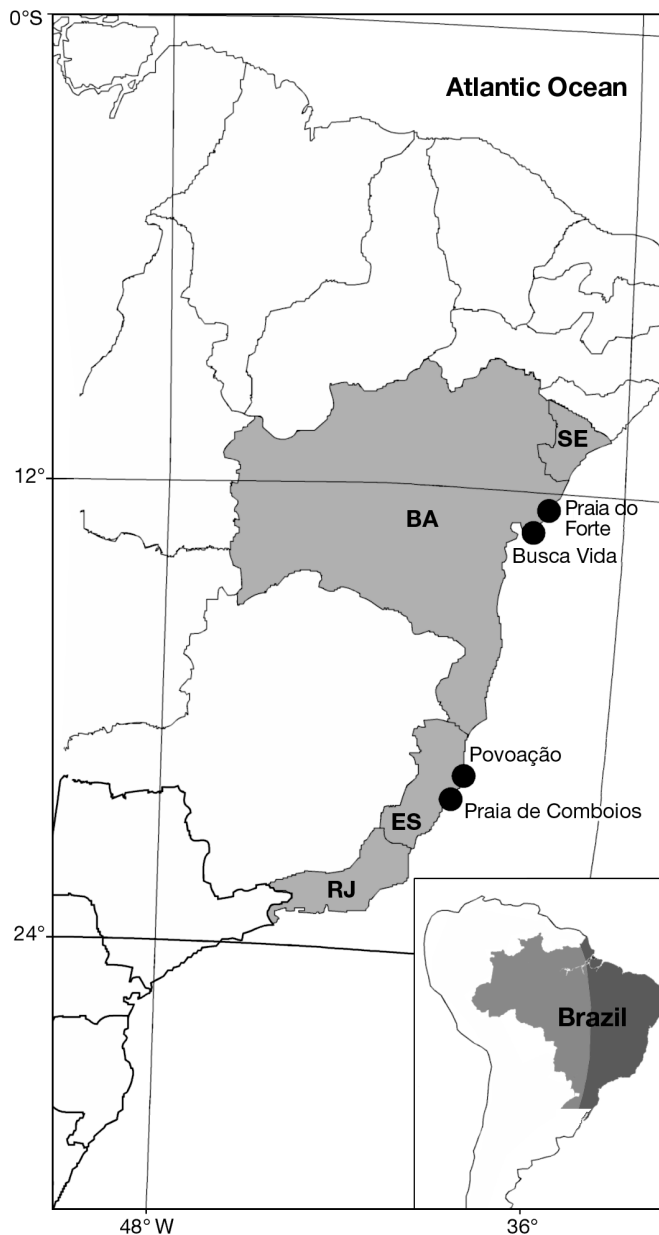 0°S
Atlantic Ocean
SE
12°
BA
Praia do
Forte
Busca Vida
Povoação
Praia de Comboios
ES
RJ
24°
Brazil
48° W
36°